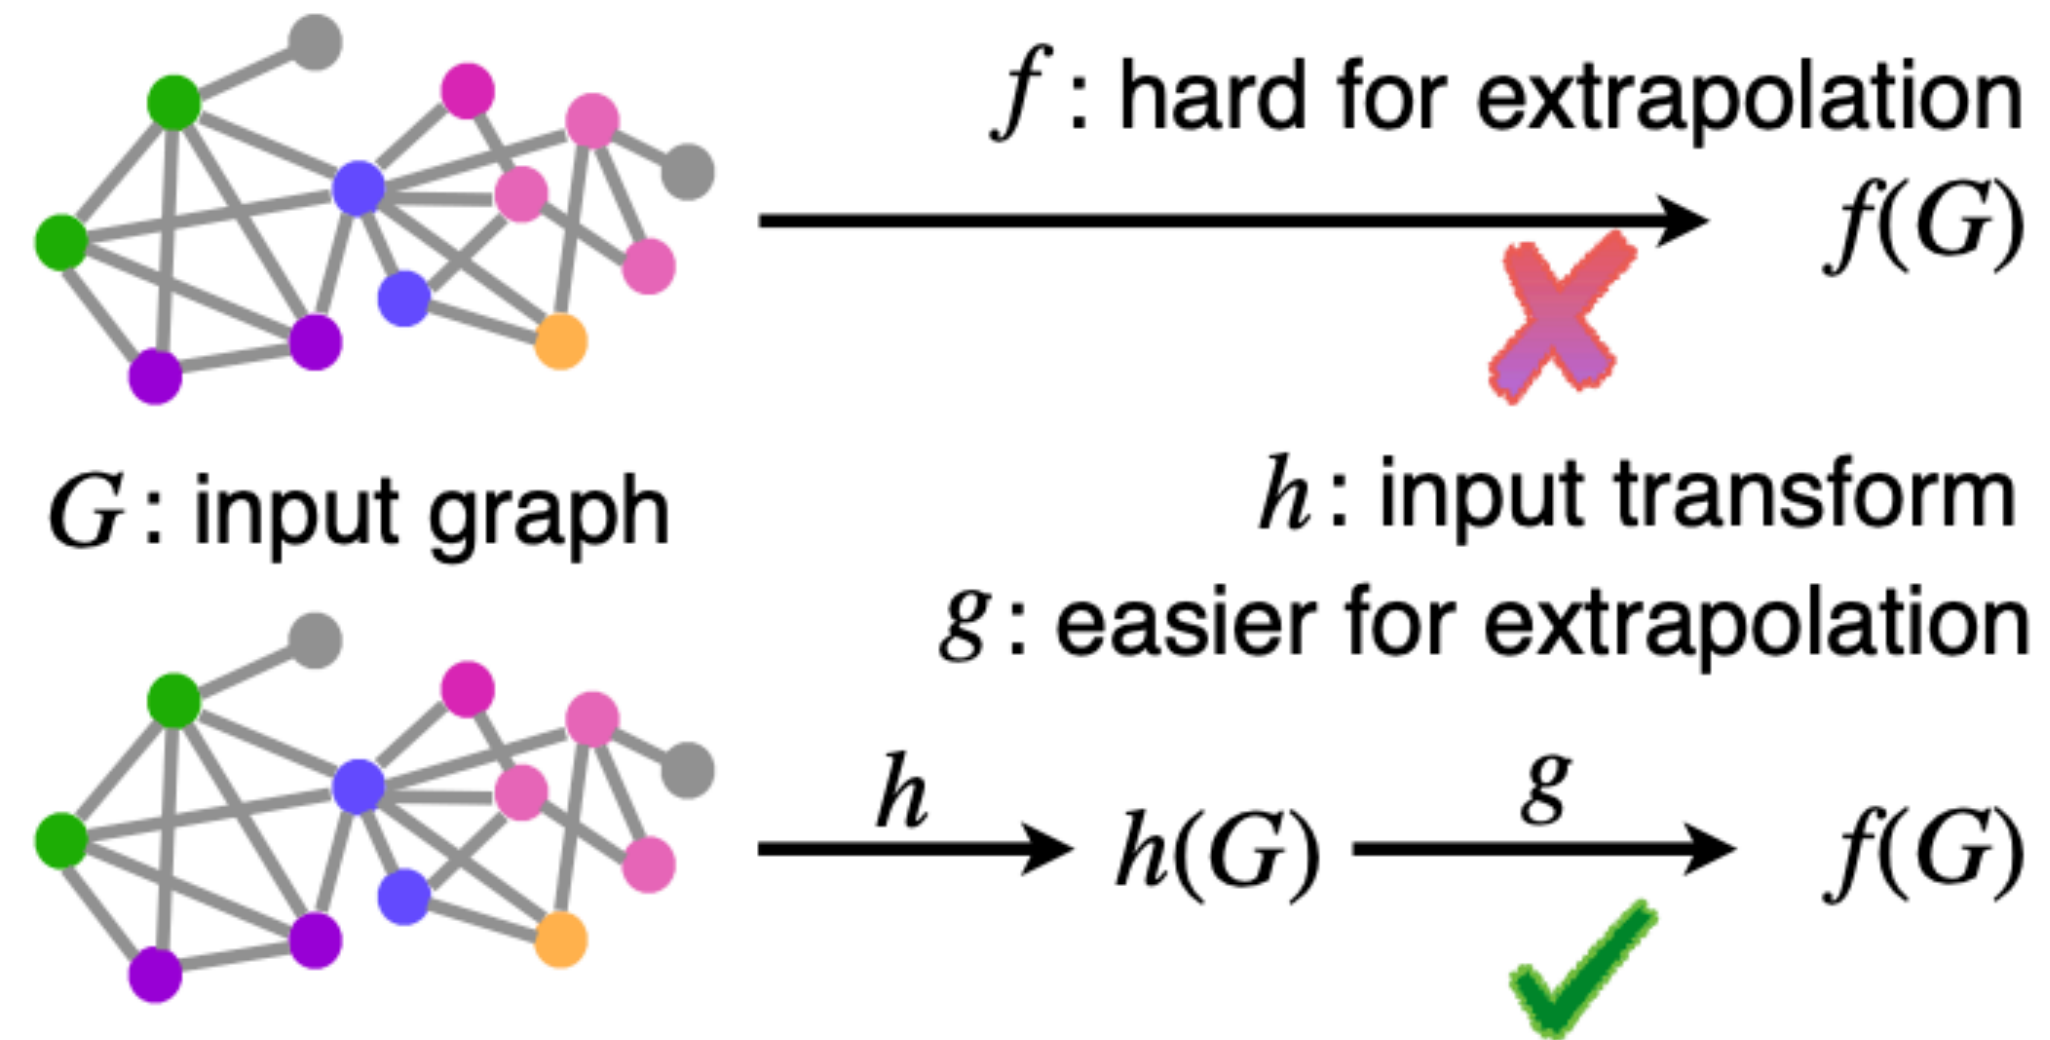 f : hard for extrapolation
f(G)
G : input graph
h : input transform
g : easier for extrapolation
h h(G) g f(G)